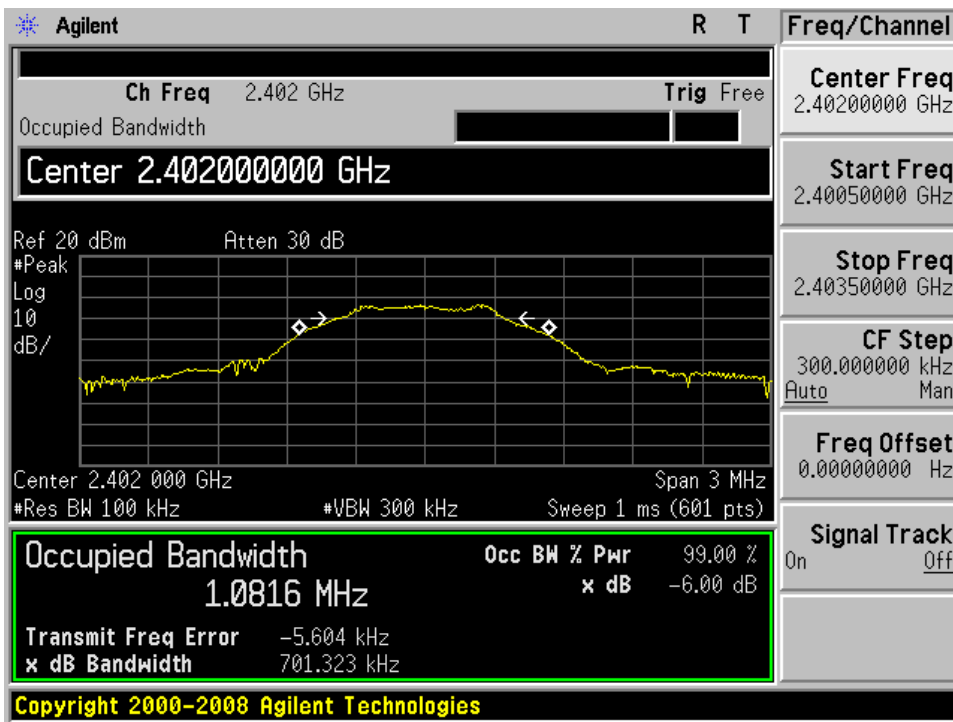 Agilent R T
Ch Freq 2.402 GHz Trig Free
Occupied Bandwidth
Center 2.402000000 GHz
Ref 20 dBm Atten 30 dB
#Peak
Log
10
dB/
Center 2.402 000 GHz Span 3 MHz
#Res BW 100 kHz #VBW 300 kHz Sweep 1 ms (601 pts)
Occupied Bandwidth Occ BW % Pwr 99.00 %
1.0816 MHz x dB -6.00 dB
Transmit Freq Error -5.604 kHz
x dB Bandwidth 701.323 kHz
Copyright 2000-2008 Agilent Technologies
Freq/Channel
Center Freq
2.40200000 GHz
Start Freq
2.40050000 GHz
Stop Freq
2.40350000 GHz
CF Step
300.000000 kHz
Auto Man
Freq Offset
0.00000000 Hz
Signal Track
On Off